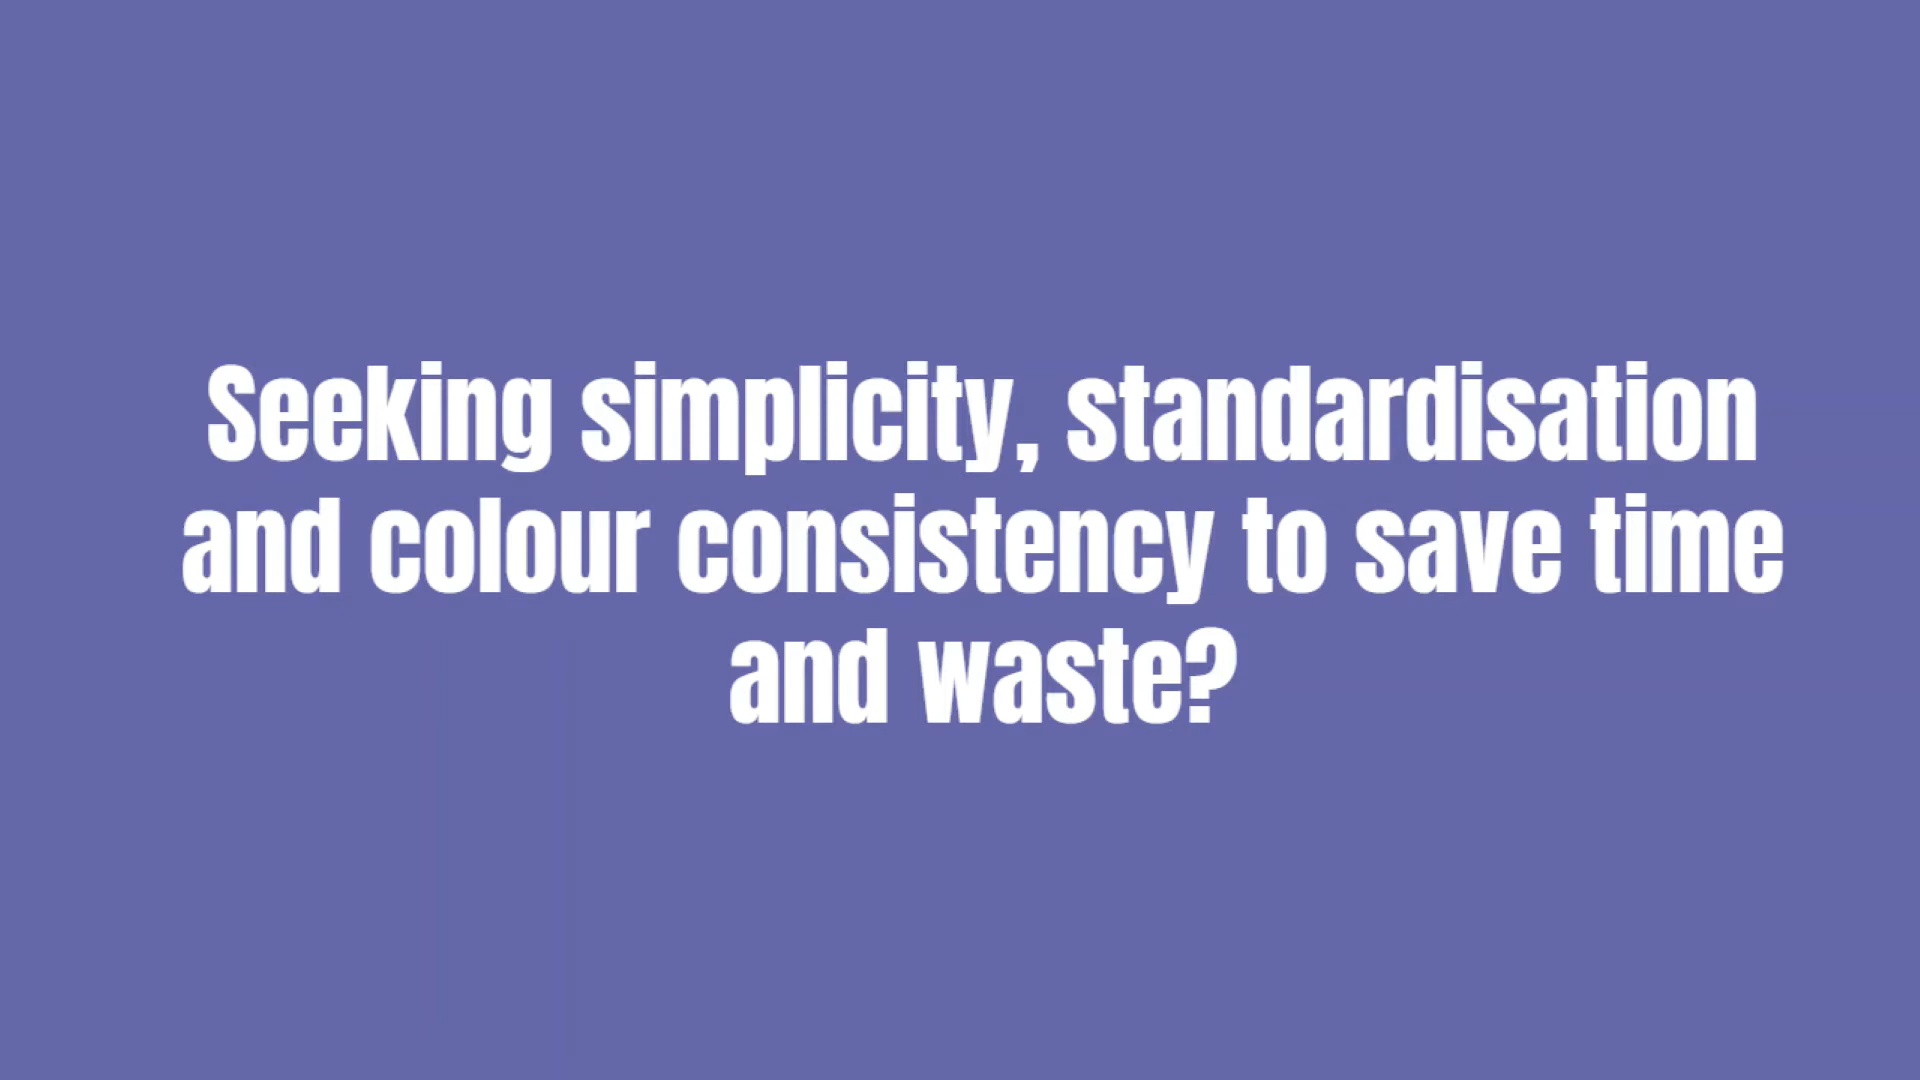 Seeking simplicity, standardisation
and colour consistency to save time
and waste?